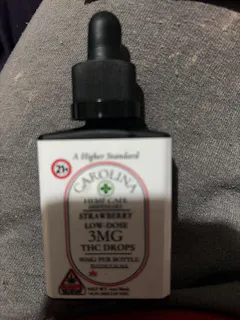 A Higher Standard
21+
CAROLINA
HEMP CAFE
STRAWBERRY
LOW-DOSE
3MG
THC DROPS
90MG PER BOTTLE